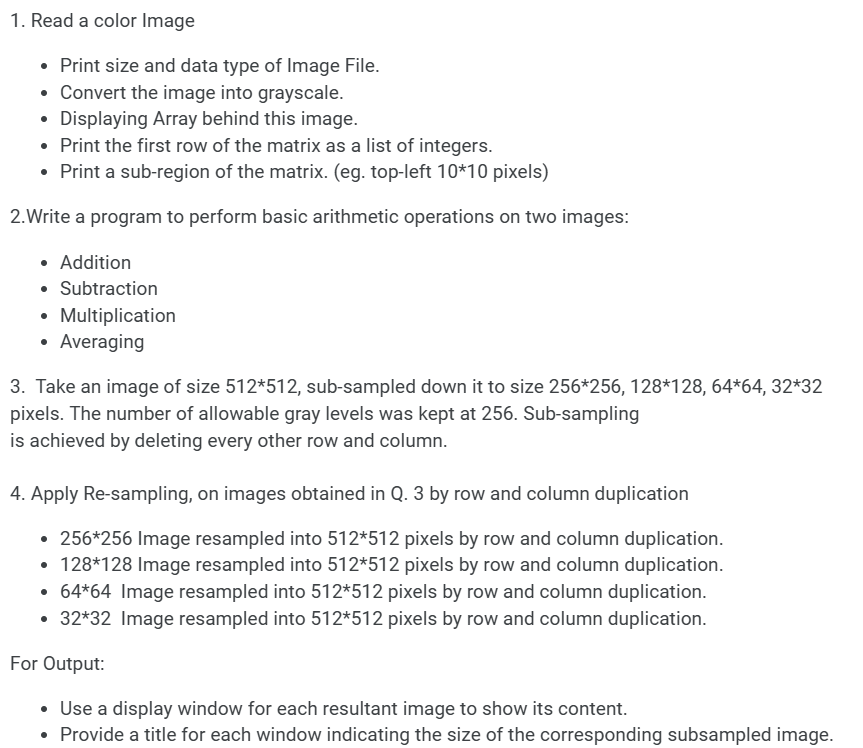 1. Read a color Image
• Print size and data type of Image File.
• Convert the image into grayscale.
• Displaying Array behind this image.
• Print the first row of the matrix as a list of integers.
• Print a sub-region of the matrix. (eg. top-left 10*10 pixels)
2.Write a program to perform basic arithmetic operations on two images:
• Addition
• Subtraction
• Multiplication
• Averaging
3.  Take an image of size 512*512, sub-sampled down it to size 256*256, 128*128, 64*64, 32*32
pixels. The number of allowable gray levels was kept at 256. Sub-sampling
is achieved by deleting every other row and column.
4. Apply Re-sampling, on images obtained in Q. 3 by row and column duplication
• 256*256 Image resampled into 512*512 pixels by row and column duplication.
• 128*128 Image resampled into 512*512 pixels by row and column duplication.
• 64*64  Image resampled into 512*512 pixels by row and column duplication.
• 32*32  Image resampled into 512*512 pixels by row and column duplication.
For Output:
• Use a display window for each resultant image to show its content.
• Provide a title for each window indicating the size of the corresponding subsampled image.